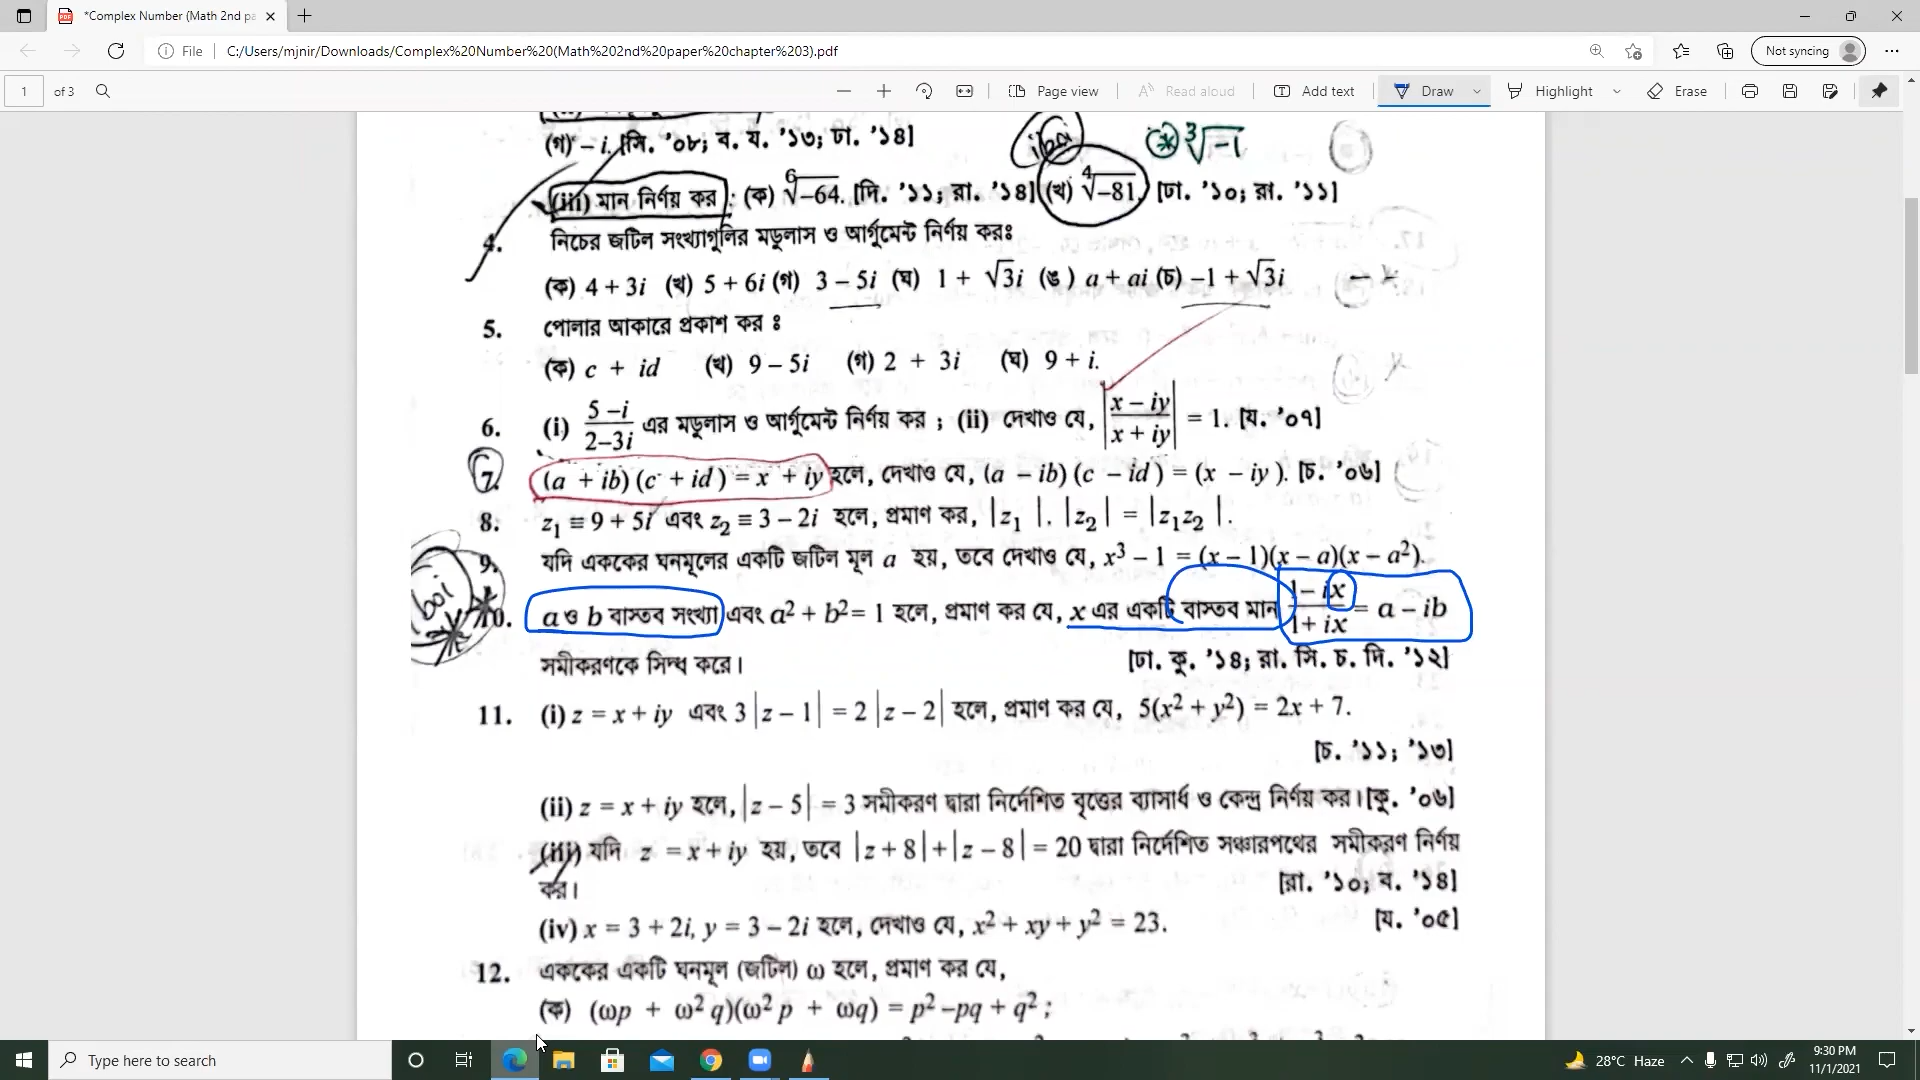 *Complex Number (Math 2nd pa
File C:/Users/mjnir/Downloads/Complex%20Number%20(Math%202nd%20paper%20chapter%203).pdf
Not syncing
1 of 3 Page view Read aloud Add text Draw Highlight Erase
(গ) – i. [সি. '০৮; ব. য. '১৩; ঢা. '১৪]
∛-1
(iii) মান নির্ণয় কর : (ক) ⁶√–64. [দি. '১১; রা. '১৪] (খ) ⁴√–81. [ঢা. '১০; রা. '১১]
4. নিচের জটিল সংখ্যাগুলির মডুলাস ও আর্গুমেন্ট নির্ণয় করঃ
(ক) 4 + 3i (খ) 5 + 6i (গ) 3 – 5i (ঘ) 1 + √3i (ঙ) a + ai (চ) –1 + √3i
5. পোলার আকারে প্রকাশ কর ঃ
(ক) c + id (খ) 9 – 5i (গ) 2 + 3i (ঘ) 9 + i.
6. (i) (5 – i)/(2–3i) এর মডুলাস ও আর্গুমেন্ট নির্ণয় কর ; (ii) দেখাও যে, |(x – iy)/(x + iy)| = 1. [য. '০৭]
7. (a + ib) (c + id ) = x + iy হলে, দেখাও যে, (a – ib) (c – id ) = (x – iy ). [চ. '০৬]
8. z₁ ≡ 9 + 5i এবং z₂ ≡ 3 – 2i হলে, প্রমাণ কর, |z₁ |. |z₂ | = |z₁z₂ |.
9. যদি এককের ঘনমূলের একটি জটিল মূল a হয়, তবে দেখাও যে, x³ – 1 = (x – 1)(x – a)(x – a²).
boi
10. a ও b বাস্তব সংখ্যা এবং a² + b² = 1 হলে, প্রমাণ কর যে, x এর একটি বাস্তব মান (1 – ix)/(1 + ix) = a – ib
সমীকরণকে সিদ্ধ করে। [ঢা. কু. '১৪; রা. সি. চ. দি. '১২]
11. (i) z = x + iy এবং 3 |z – 1| = 2 |z – 2| হলে, প্রমাণ কর যে, 5(x² + y²) = 2x + 7.
[চ. '১১; '১৩]
(ii) z = x + iy হলে, |z – 5| = 3 সমীকরণ দ্বারা নির্দেশিত বৃত্তের ব্যাসার্ধ ও কেন্দ্র নির্ণয় কর। [কু. '০৬]
(iii) যদি z = x + iy হয়, তবে |z + 8| + |z – 8| = 20 দ্বারা নির্দেশিত সঞ্চারপথের সমীকরণ নির্ণয়
কর। [রা. '১০; ব. '১৪]
(iv) x = 3 + 2i, y = 3 – 2i হলে, দেখাও যে, x² + xy + y² = 23. [য. '০৫]
12. এককের একটি ঘনমূল (জটিল) ω হলে, প্রমাণ কর যে,
(ক) (ωp + ω² q)(ω² p + ωq) = p² –pq + q² ;
Type here to search
28°C Haze
9:30 PM
11/1/2021